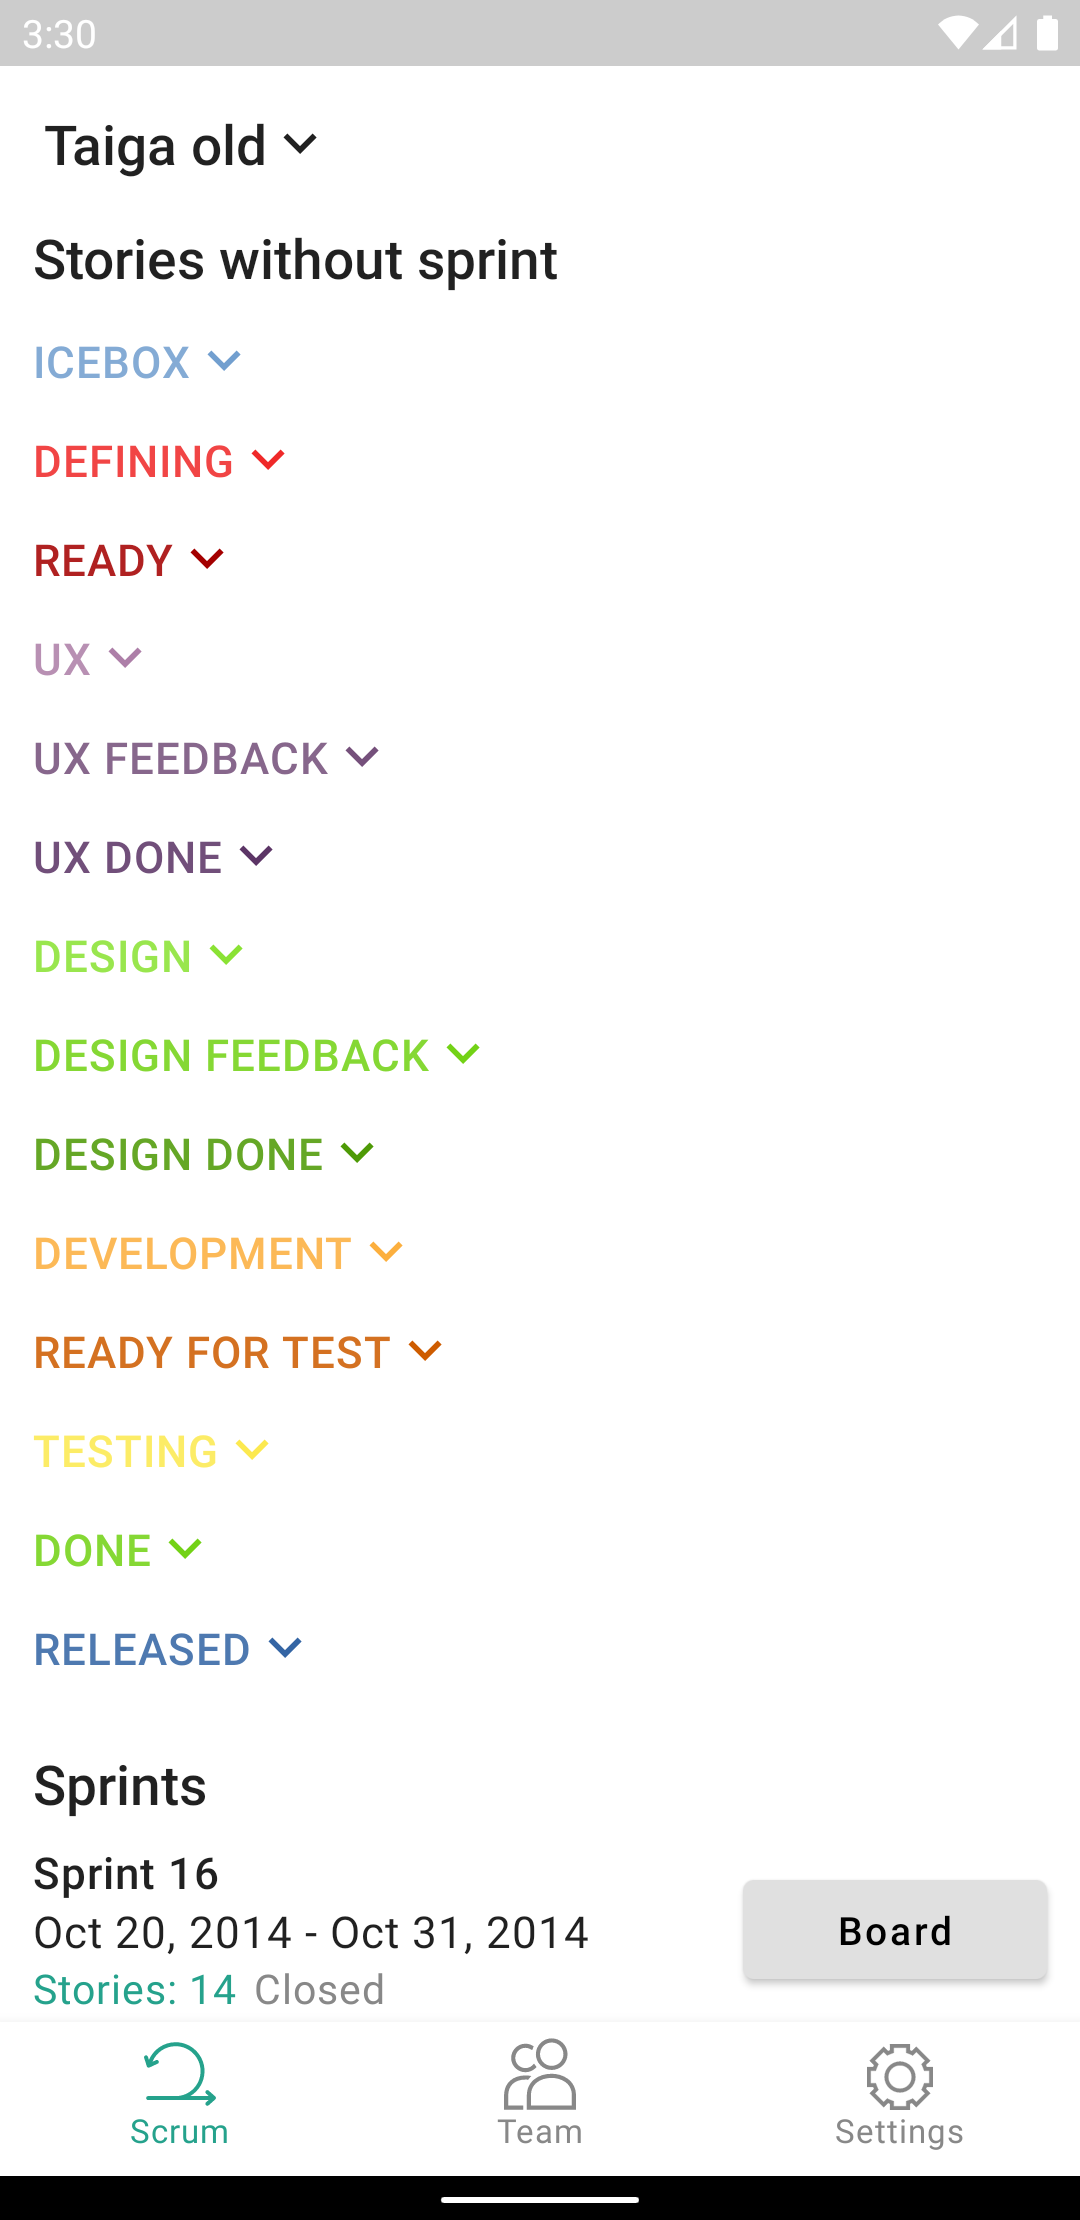 3:30
Taiga old
Stories without sprint
ICEBOX
DEFINING
READY
UX
UX FEEDBACK
UX DONE
DESIGN
DESIGN FEEDBACK
DESIGN DONE
DEVELOPMENT
READY FOR TEST
TESTING
DONE
RELEASED
Sprints
Sprint 16
Oct 20, 2014 - Oct 31, 2014
Board
Stories: 14 Closed
Scrum Team Settings